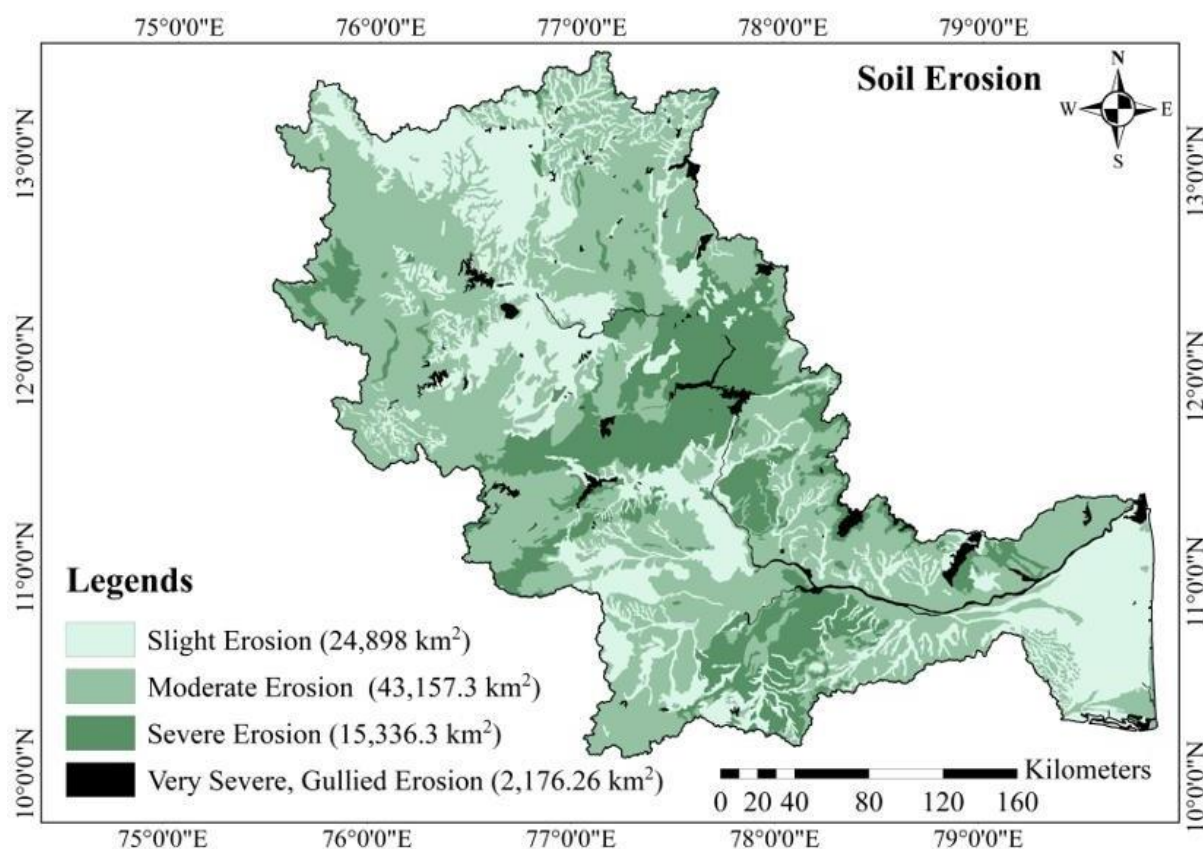 75°0'0"E 76°0'0"E 77°0'0"E 78°0'0"E 79°0'0"E
Soil Erosion
N
W E
S
13°0'0"N 13°0'0"N
12°0'0"N 12°0'0"N
11°0'0"N 11°0'0"N
10°0'0"N 10°0'0"N
Legends
Slight Erosion (24,898 km²)
Moderate Erosion (43,157.3 km²)
Severe Erosion (15,336.3 km²)
Very Severe, Gullied Erosion (2,176.26 km²)
Kilometers
0 20 40 80 120 160
75°0'0"E 76°0'0"E 77°0'0"E 78°0'0"E 79°0'0"E